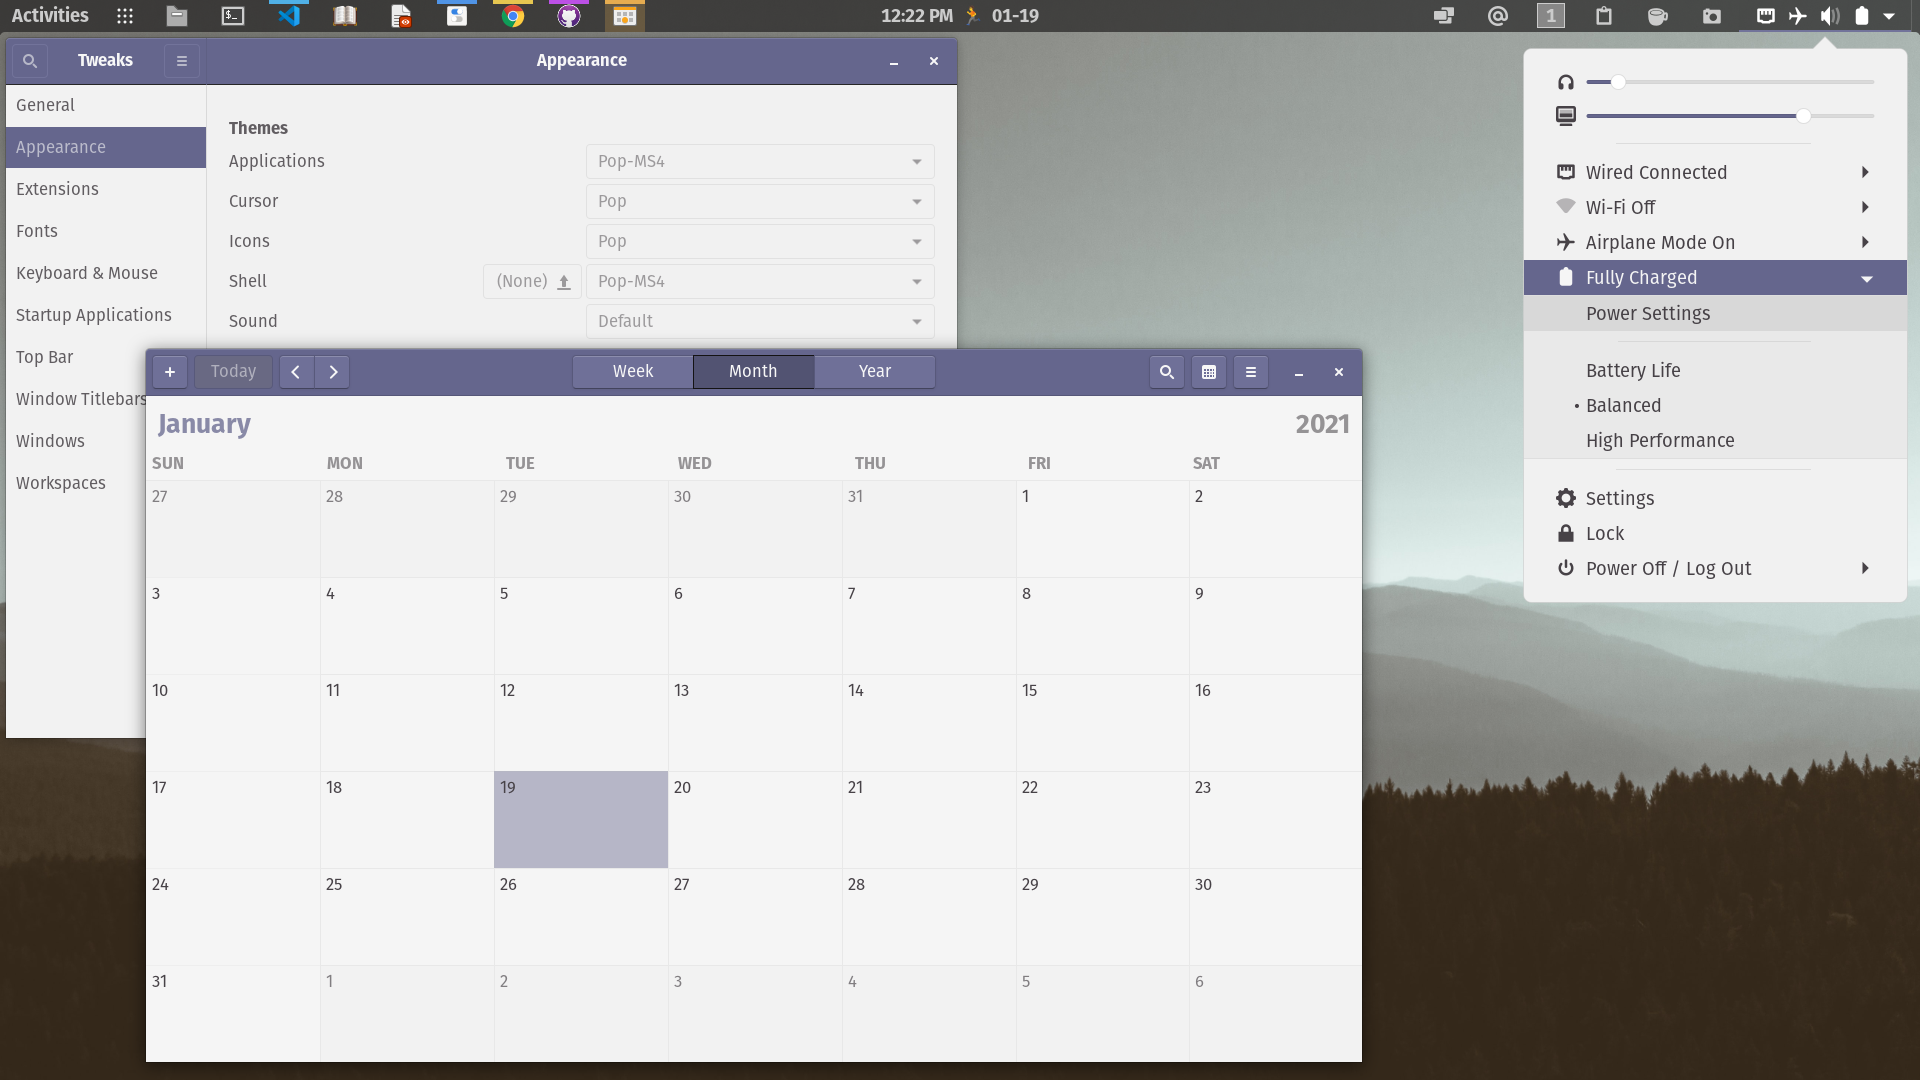 Activities
12:22 PM 01-19
1
Tweaks
Appearance
General
Appearance
Extensions
Fonts
Keyboard & Mouse
Startup Applications
Top Bar
Window Titlebars
Windows
Workspaces
Themes
Applications Pop-MS4
Cursor Pop
Icons Pop
Shell (None) Pop-MS4
Sound Default
+ Today Week Month Year
January 2021
SUN MON TUE WED THU FRI SAT
27 28 29 30 31 1 2
3 4 5 6 7 8 9
10 11 12 13 14 15 16
17 18 19 20 21 22 23
24 25 26 27 28 29 30
31 1 2 3 4 5 6
Wired Connected
Wi-Fi Off
Airplane Mode On
Fully Charged
Power Settings
Battery Life
• Balanced
High Performance
Settings
Lock
Power Off / Log Out